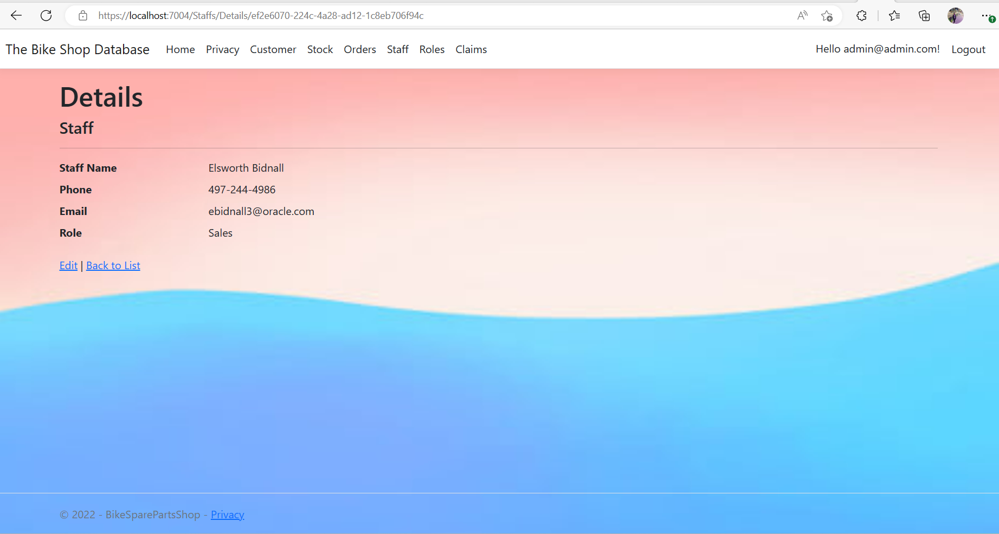 https://localhost:7004/Staffs/Details/ef2e6070-224c-4a28-ad12-1c8eb706f94c
The Bike Shop Database Home Privacy Customer Stock Orders Staff Roles Claims Hello admin@admin.com! Logout
Details
Staff
Staff Name Elsworth Bidnall
Phone 497-244-4986
Email ebidnall3@oracle.com
Role Sales
Edit | Back to List
© 2022 - BikeSparePartsShop - Privacy